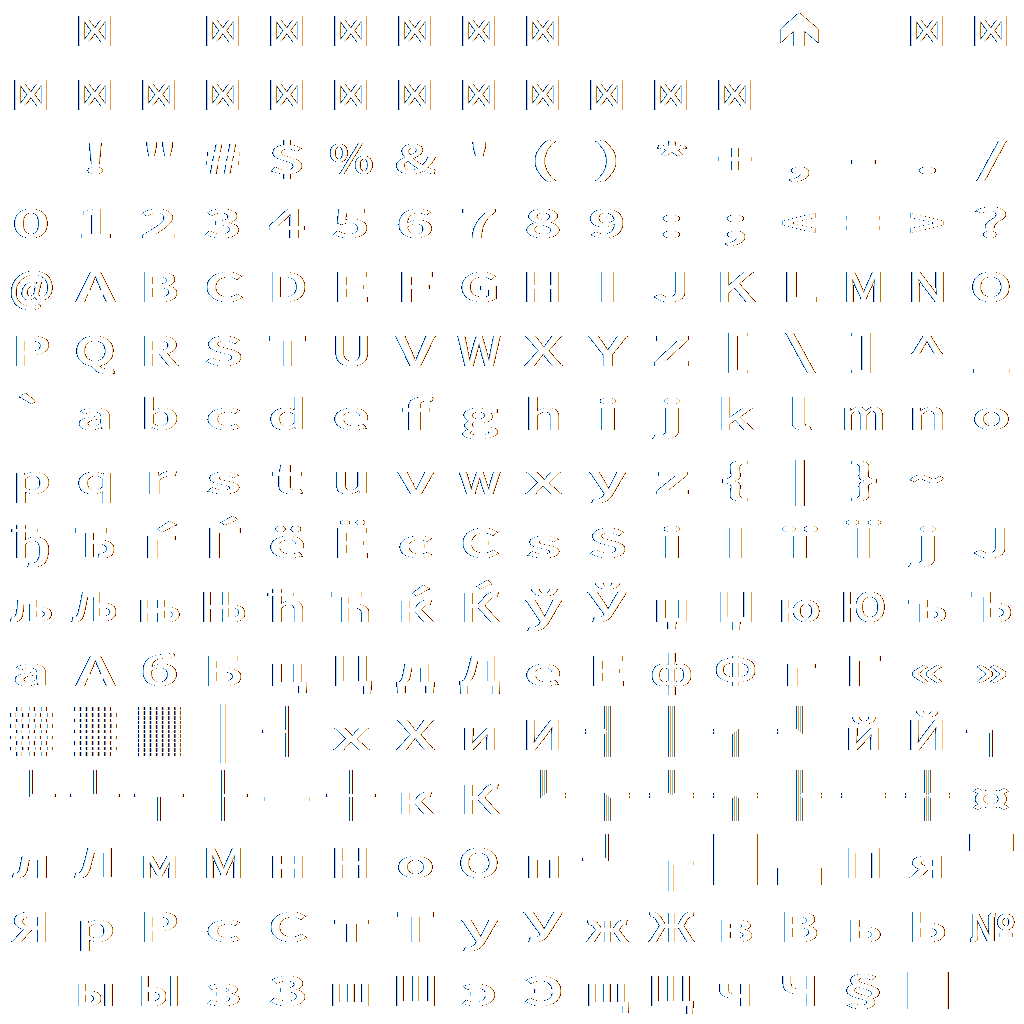 ! " # $ % & ' ( ) * + , - . /
0 1 2 3 4 5 6 7 8 9 : ; < = > ?
@ A B C D E F G H I J K L M N O
P Q R S T U V W X Y Z [ \ ] ^ _
` a b c d e f g h i j k l m n o
p q r s t u v w x y z { | } ~
ђ Ђ ѓ Ѓ ё Ё є Є ѕ Ѕ і І ї Ї ј Ј
љ Љ њ Њ ћ Ћ ќ Ќ ў Ў џ Џ ю Ю ъ Ъ
а А б Б ц Ц д Д е Е ф Ф г Г « »
░ ▒ ▓ │ ┤ х Х и И ╣ ║ ╗ ╝ й Й ┐
└ ┴ ┬ ├ ─ ┼ к К ╚ ╔ ╩ ╦ ╠ ═ ╬ ¤
л Л м М н Н о О п ┘ ┌ █ ▄ П я ▀
Я р Р с С т Т у У ж Ж в В ь Ь №
ы Ы з З ш Ш э Э щ Щ ч Ч § ■